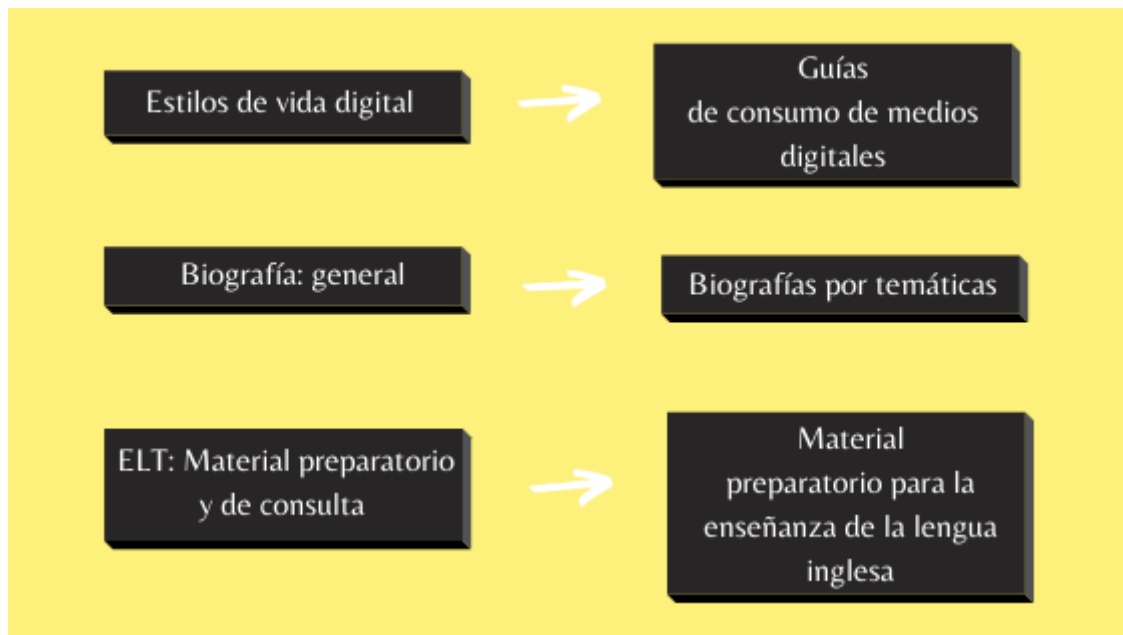 Estilos de vida digital
Guías
de consumo de medios
digitales
Biografía: general
Biografías por temáticas
ELT: Material preparatorio
y de consulta
Material
preparatorio para la
enseñanza de la lengua
inglesa